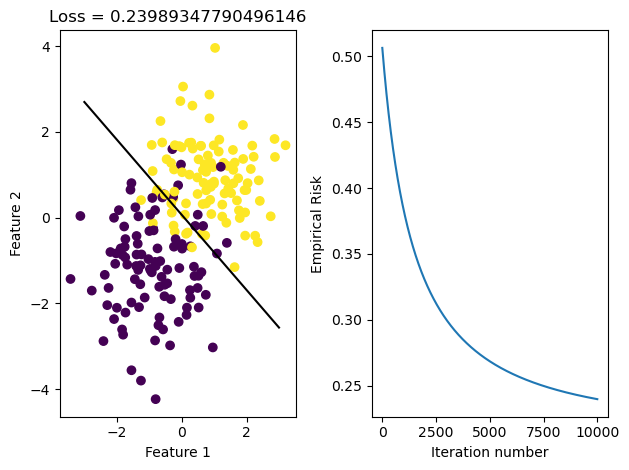 Loss = 0.23989347790496146
4
2
0
−2
−4
Feature 2
−2 0 2
Feature 1
0.50
0.45
0.40
0.35
0.30
0.25
Empirical Risk
0 2500 5000 7500 10000
Iteration number